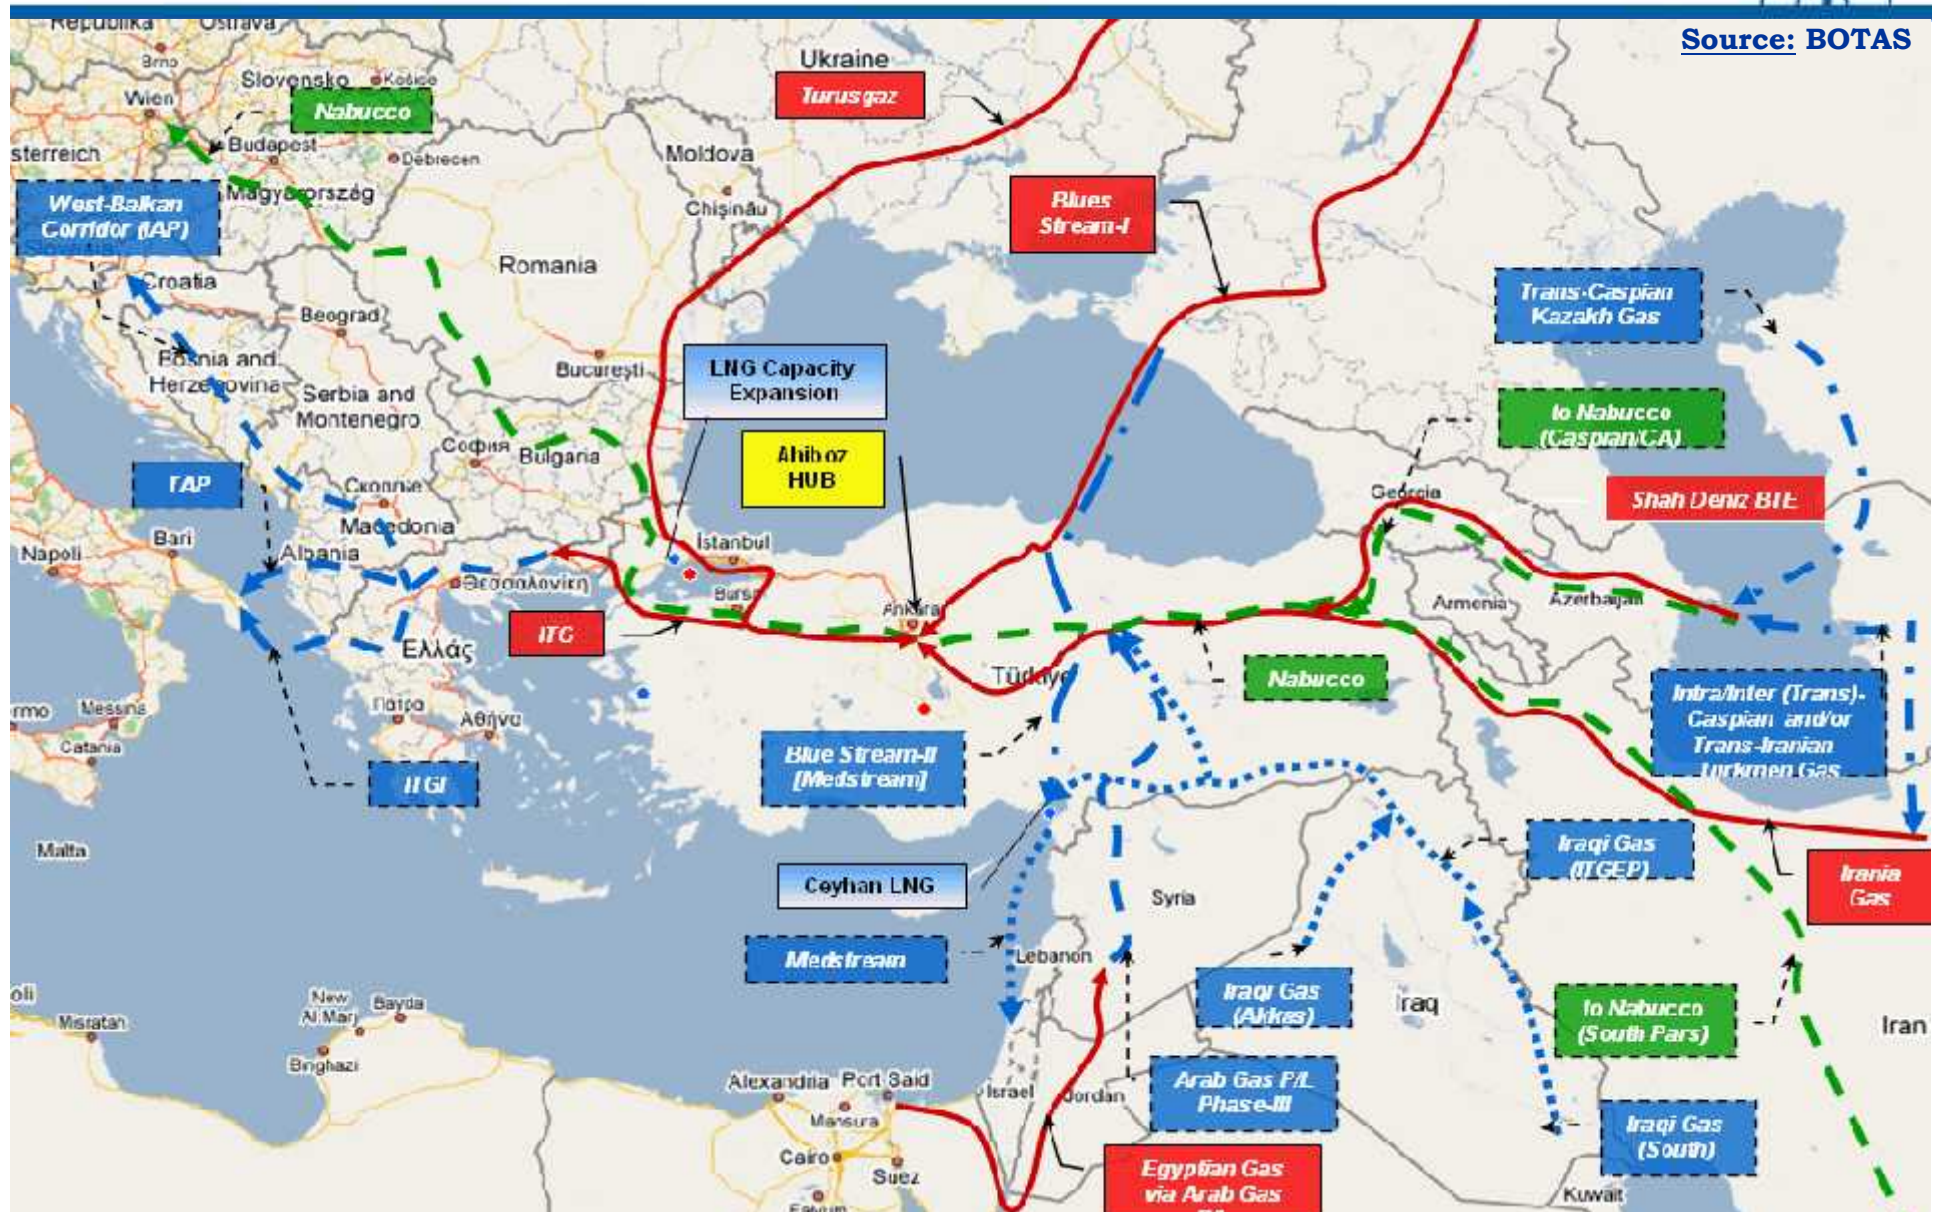 Source: BOTAS
Republika
Ostrava
Brno
Ukraine
Slovensko
Košice
Turusgaz
Wien
Nabucco
sterreich
Budapest
Debrecen
Moldova
Magyarország
West-Balkan
Corridor (IAP)
Chişinău
Blues
Stream-I
Slovenia
Croatia
Romania
Trans-Caspian
Kazakh Gas
Beograd
Bosnia and
Herzegovina
Bucureşti
LNG Capacity
Expansion
Serbia and
Montenegro
to Nabucco
(Caspian/CA)
София
Bulgaria
Ahiboz
HUB
TAP
Скоппје
Georgia
Shah Deniz BTE
Macedonia
Bari
Napoli
Albania
İstanbul
Θεσσαλονίκη
Bursa
Ankara
Armenia
Azerbaijan
ITG
Ελλάς
Türkiye
Nabucco
rmo
Messina
Πάτρα
Αθήνα
Catania
Intra/Inter (Trans)-
Caspian and/or
Trans-Iranian
Turkmen Gas
Blue Stream-II
[Medstream]
ITGI
Malta
Iraqi Gas
(ITGEP)
Ceyhan LNG
Syria
Irania
Gas
Medstream
Lebanon
oli
New
Al Marj
Bayda
Iraqi Gas
(Akkas)
Iraq
to Nabucco
(South Pars)
Misratah
Iran
Binghazi
Alexandria
Port Said
Israel
Jordan
Arab Gas P/L
Phase-III
Mansura
Iraqi Gas
(South)
Cairo
Suez
Egyptian Gas
via Arab Gas
Kuwait